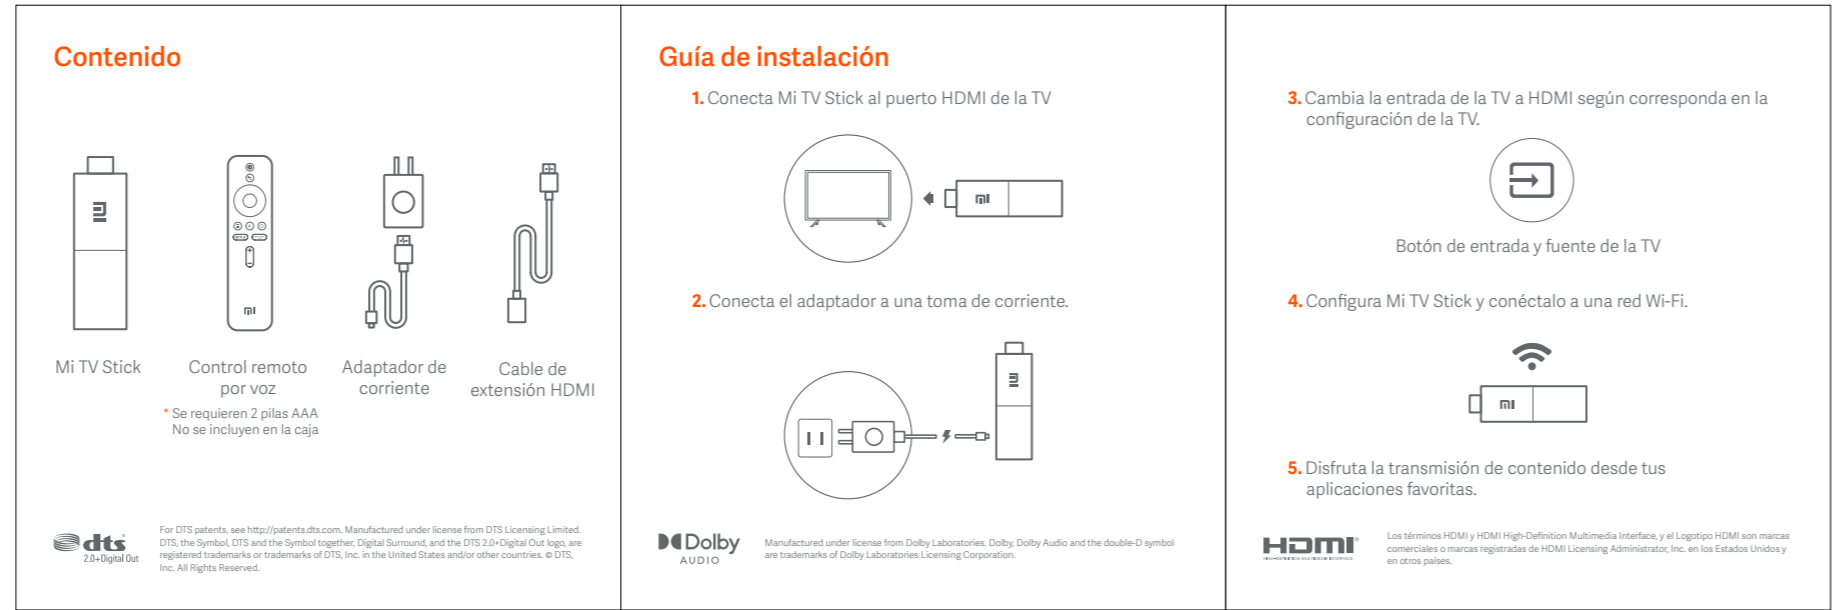 Contenido
Mi TV Stick
Control remoto
por voz
* Se requieren 2 pilas AAA
No se incluyen en la caja
Adaptador de
corriente
Cable de
extensión HDMI
dts
2.0+Digital Out
For DTS patents, see http://patents.dts.com. Manufactured under license from DTS Licensing Limited.
DTS, the Symbol, DTS and the Symbol together, Digital Surround, and the DTS 2.0+Digital Out logo, are
registered trademarks or trademarks of DTS, Inc. in the United States and/or other countries. © DTS,
Inc. All Rights Reserved.
Guía de instalación
1. Conecta Mi TV Stick al puerto HDMI de la TV
2. Conecta el adaptador a una toma de corriente.
Dolby
AUDIO
Manufactured under license from Dolby Laboratories. Dolby, Dolby Audio and the double-D symbol
are trademarks of Dolby Laboratories Licensing Corporation.
3. Cambia la entrada de la TV a HDMI según corresponda en la
configuración de la TV.
Botón de entrada y fuente de la TV
4. Configura Mi TV Stick y conéctalo a una red Wi-Fi.
5. Disfruta la transmisión de contenido desde tus
aplicaciones favoritas.
HDMI®
HIGH-DEFINITION MULTIMEDIA INTERFACE
Los términos HDMI y HDMI High-Definition Multimedia Interface, y el Logotipo HDMI son marcas
comerciales o marcas registradas de HDMI Licensing Administrator, Inc. en los Estados Unidos y
en otros países.